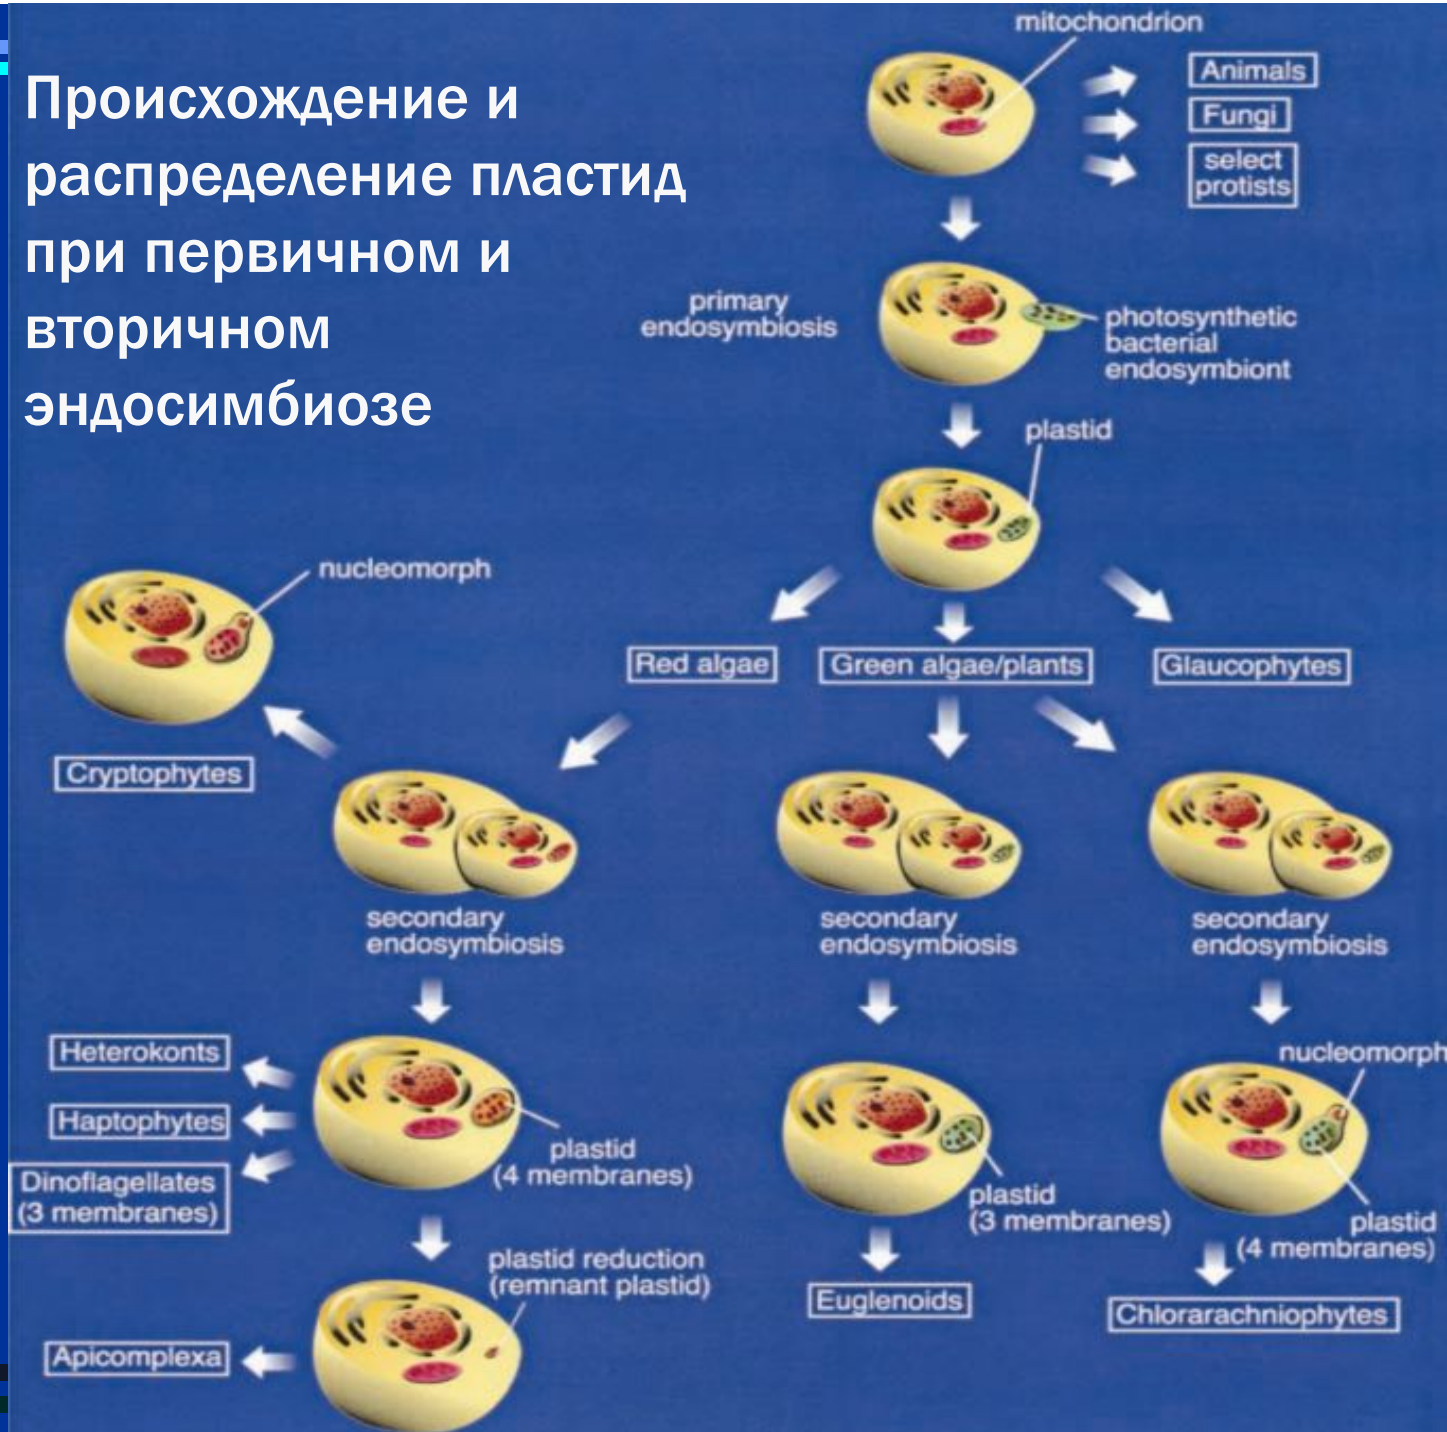 Происхождение и
распределение пластид
при первичном и
вторичном
эндосимбиозе
mitochondrion
Animals
Fungi
select
protists
primary
endosymbiosis
photosynthetic
bacterial
endosymbiont
plastid
nucleomorph
Red algae
Green algae/plants
Glaucophytes
Cryptophytes
secondary
endosymbiosis
secondary
endosymbiosis
secondary
endosymbiosis
Heterokonts
Haptophytes
Dinoflagellates
(3 membranes)
plastid
(4 membranes)
plastid
(3 membranes)
nucleomorph
plastid
(4 membranes)
plastid reduction
(remnant plastid)
Euglenoids
Chlorarachniophytes
Apicomplexa